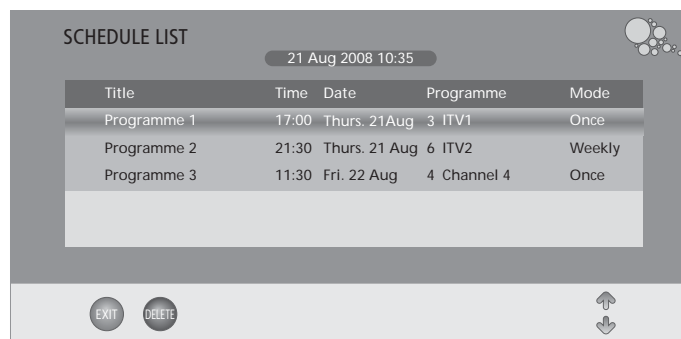 SCHEDULE LIST
21 Aug 2008 10:35
Title Time Date Programme Mode
Programme 1 17:00 Thurs. 21Aug 3 ITV1 Once
Programme 2 21:30 Thurs. 21 Aug 6 ITV2 Weekly
Programme 3 11:30 Fri. 22 Aug 4 Channel 4 Once
EXIT DELETE